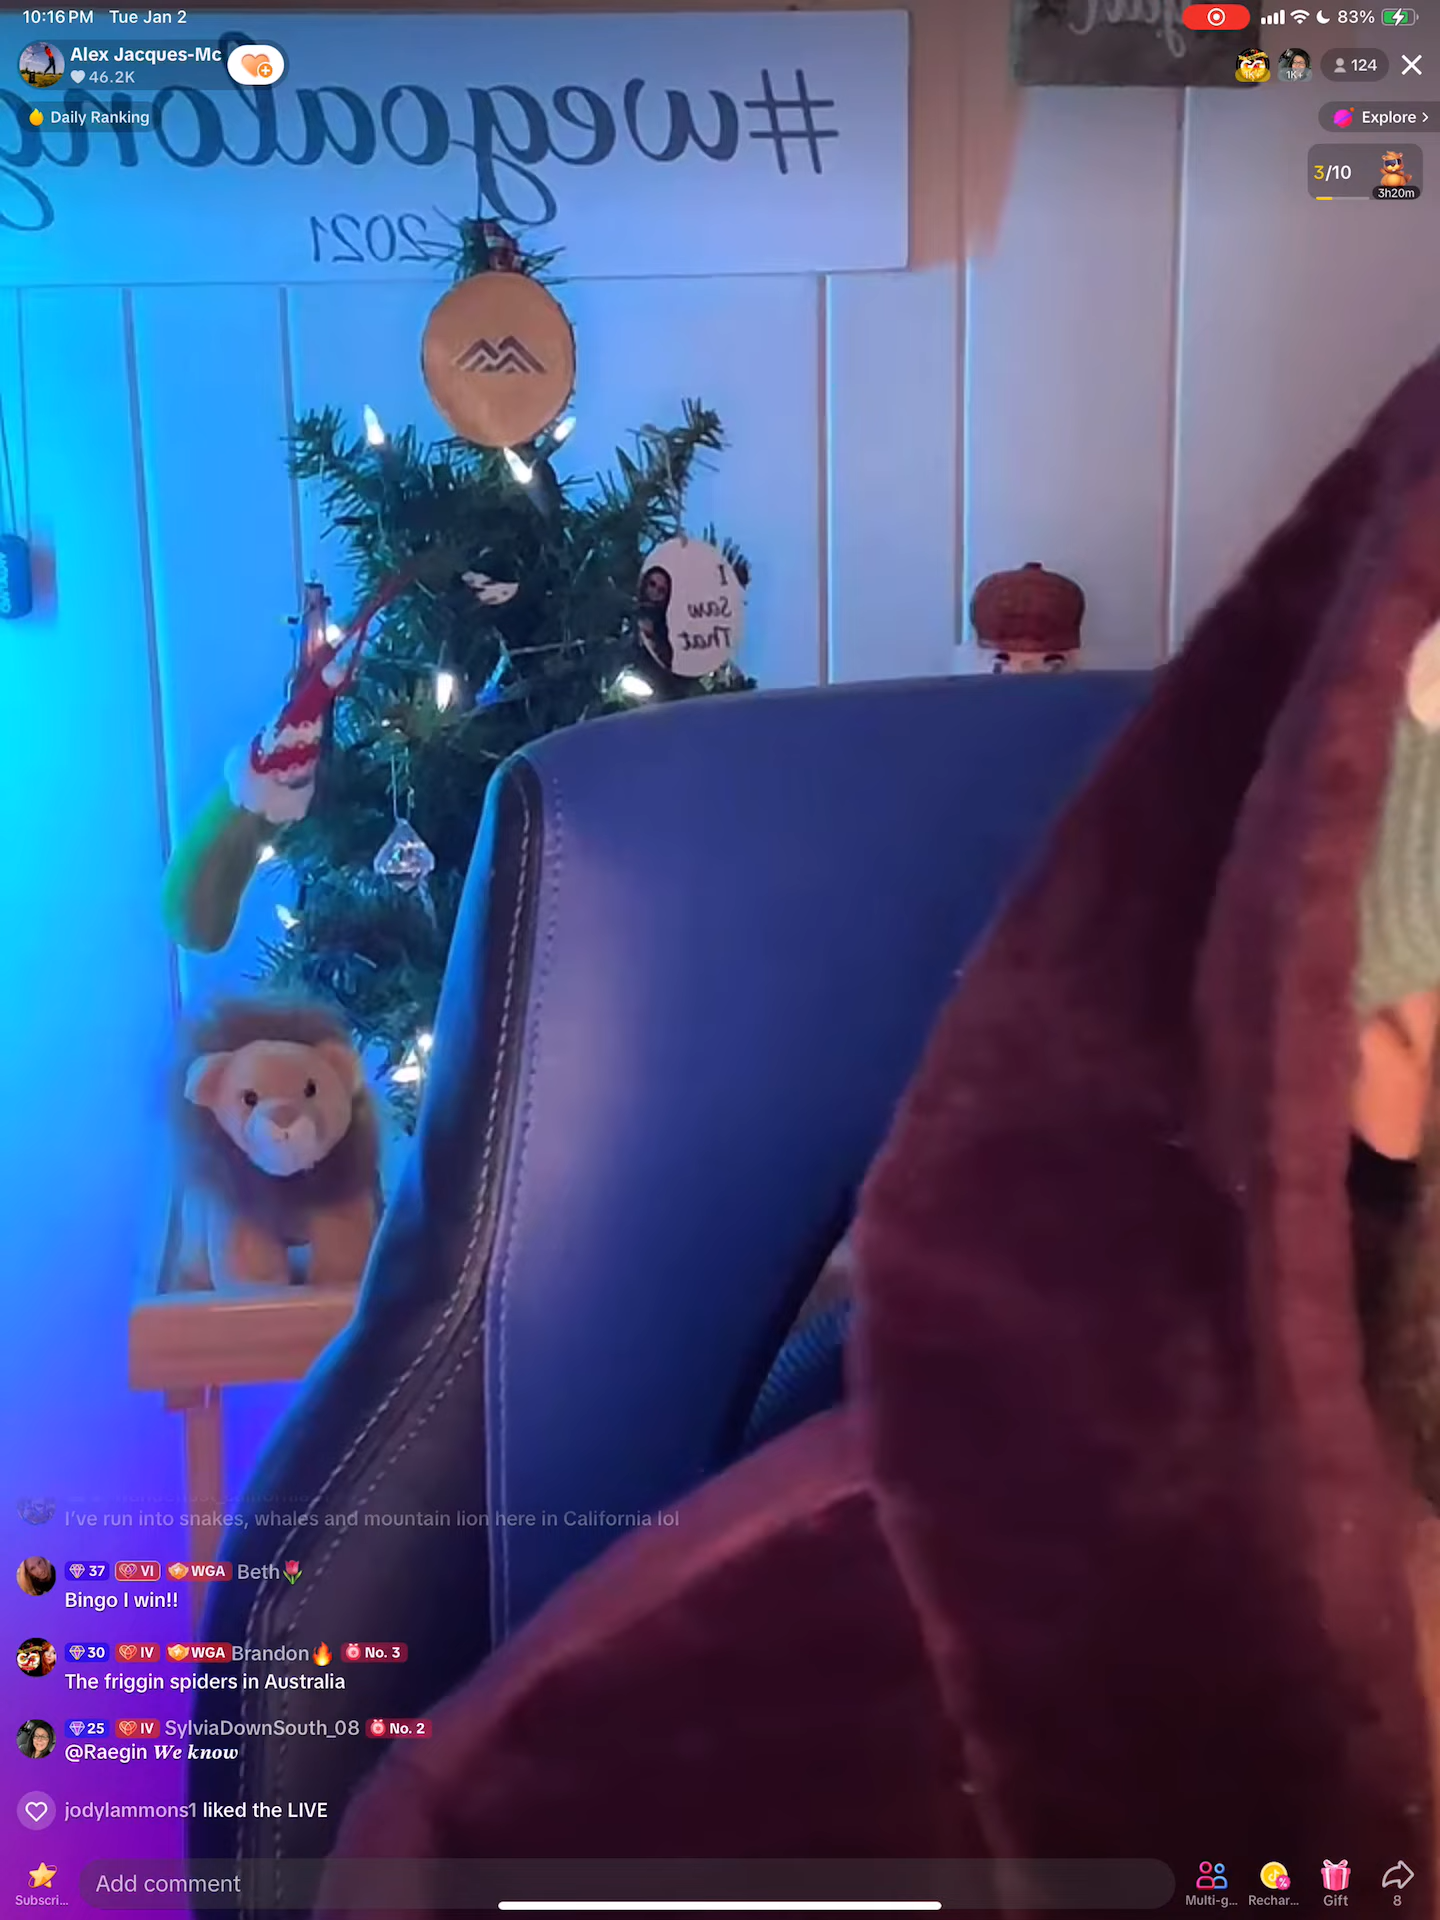 10:16 PM Tue Jan 2
83%
Alex Jacques-Mc
46.2K
1K+
1K+
124
Daily Ranking
Explore >
3/10
3h20m
#wegoalong
2021
I
Saw
That
I've run into snakes, whales and mountain lion here in California lol
37 VI WGA Beth
Bingo I win!!
30 IV WGA Brandon No. 3
The friggin spiders in Australia
25 IV SylviaDownSouth_08 No. 2
@Raegin We know
jodylammons1 liked the LIVE
Subscri...
Add comment
Multi-g...
Rechar...
Gift
8